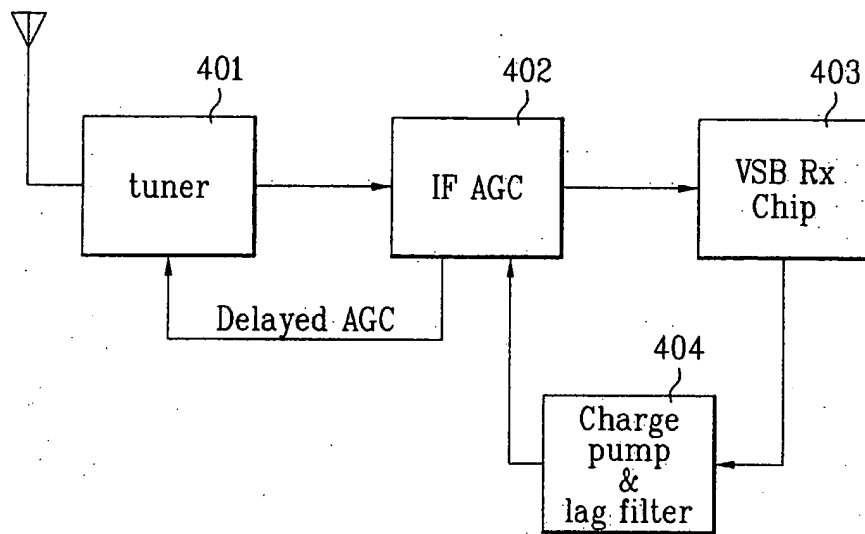 401
402
403
tuner
IF AGC
VSB Rx
Chip
Delayed AGC
404
Charge
pump
&
lag filter